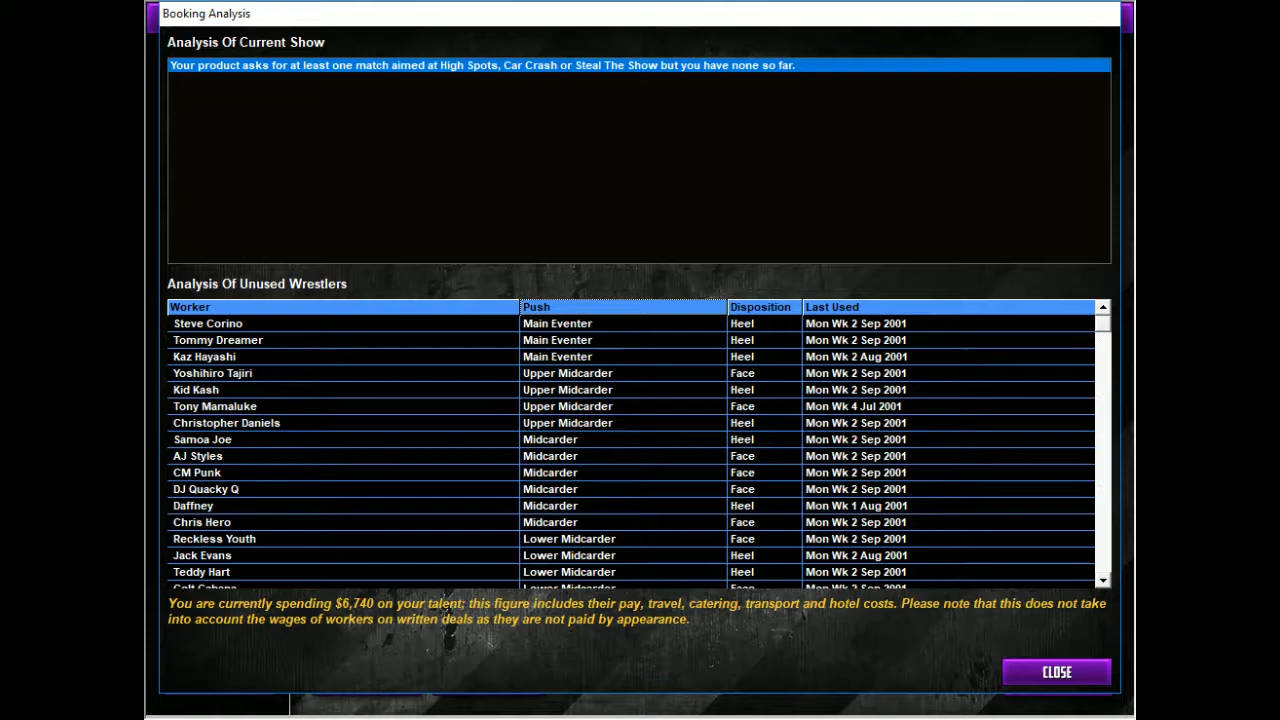 Booking Analysis
Analysis Of Current Show
Your product asks for at least one match aimed at High Spots, Car Crash or Steal The Show but you have none so far.
Analysis Of Unused Wrestlers
Worker Push Disposition Last Used
Steve Corino Main Eventer Heel Mon Wk 2 Sep 2001
Tommy Dreamer Main Eventer Heel Mon Wk 2 Sep 2001
Kaz Hayashi Main Eventer Heel Mon Wk 2 Aug 2001
Yoshihiro Tajiri Upper Midcarder Face Mon Wk 2 Sep 2001
Kid Kash Upper Midcarder Heel Mon Wk 2 Sep 2001
Tony Mamaluke Upper Midcarder Face Mon Wk 4 Jul 2001
Christopher Daniels Upper Midcarder Heel Mon Wk 2 Sep 2001
Samoa Joe Midcarder Heel Mon Wk 2 Sep 2001
AJ Styles Midcarder Face Mon Wk 2 Sep 2001
CM Punk Midcarder Face Mon Wk 2 Sep 2001
DJ Quacky Q Midcarder Face Mon Wk 2 Sep 2001
Daffney Midcarder Heel Mon Wk 1 Aug 2001
Chris Hero Midcarder Face Mon Wk 2 Sep 2001
Reckless Youth Lower Midcarder Face Mon Wk 2 Sep 2001
Jack Evans Lower Midcarder Heel Mon Wk 2 Aug 2001
Teddy Hart Lower Midcarder Heel Mon Wk 2 Sep 2001
Colt Cabana Lower Midcarder Face Mon Wk 2 Sep 2001
You are currently spending $6,740 on your talent; this figure includes their pay, travel, catering, transport and hotel costs. Please note that this does not take
into account the wages of workers on written deals as they are not paid by appearance.
CLOSE